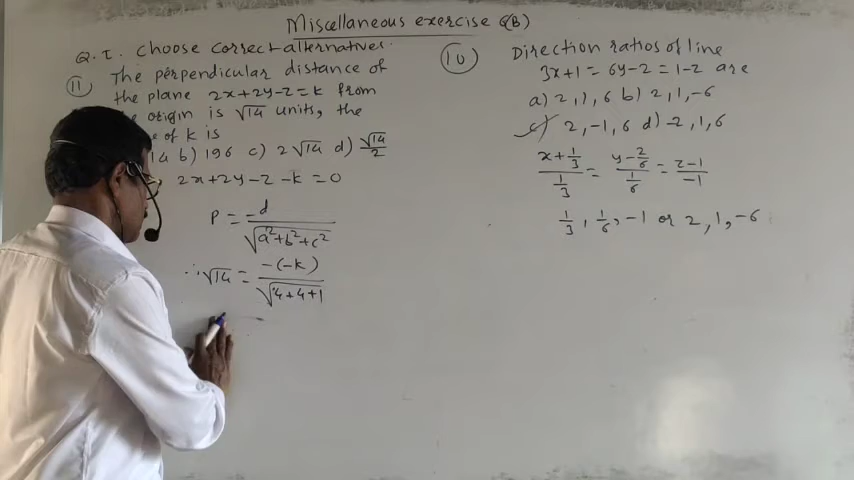 Miscellaneous exercise 6(B)
Q.I. Choose Correct alternatives.
(11) The perpendicular distance of
the plane 2x+2y-z=k from
origin is √14 units, the
of k is
b) 196 c) 2√14 d) √14/2
2x+2y-z-k=0
P = -d/√(a²+b²+c²)
∴ √14 = -(-k)/√(4+4+1)
(10) Direction ratios of line
3x+1 = 6y-2 = 1-z are
a) 2, 1, 6 b) 2, 1, -6
c) 2, -1, 6 d) -2, 1, 6
(x+1/3)/(1/3) = (y-2/6)/(1/6) = (z-1)/-1
1/3, 1/6, -1 or 2, 1, -6